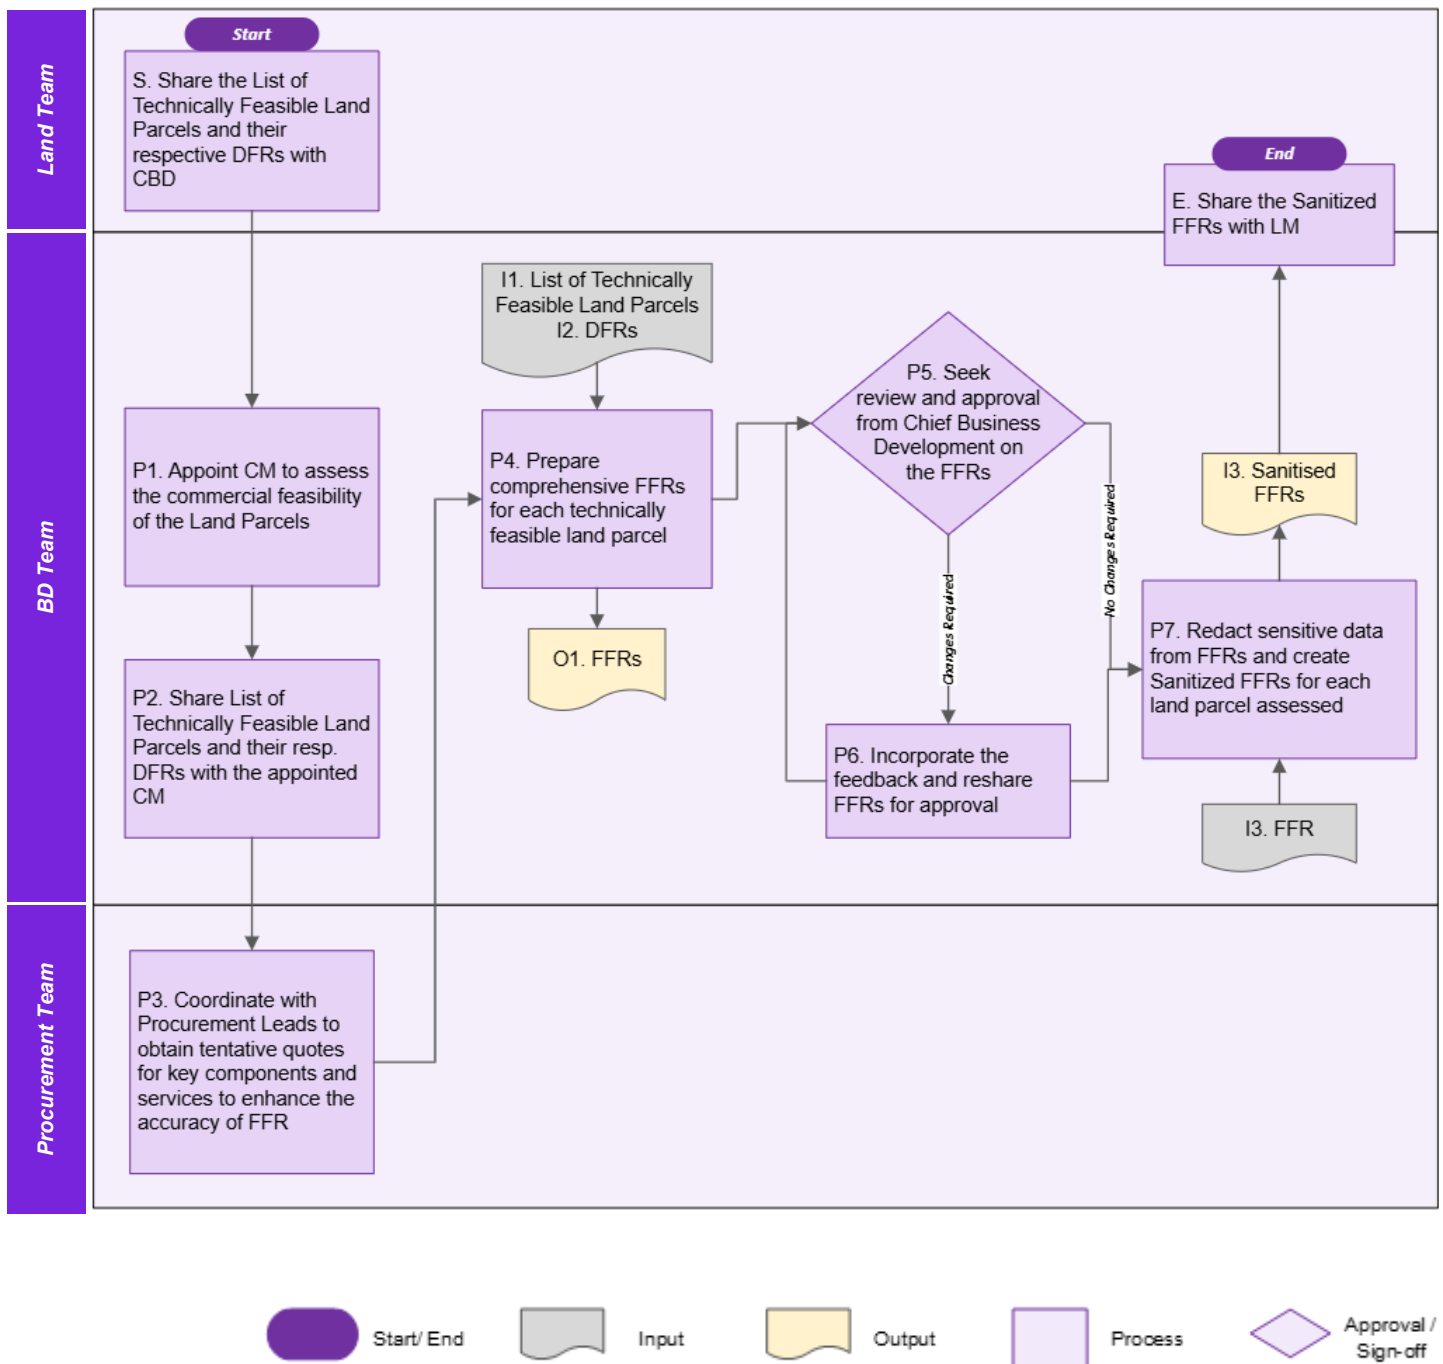 Land Team
Start
S. Share the List of
Technically Feasible Land
Parcels and their
respective DFRs with
CBD
End
E. Share the Sanitized
FFRs with LM
BD Team
P1. Appoint CM to assess
the commercial feasibility
of the Land Parcels
P2. Share List of
Technically Feasible Land
Parcels and their resp.
DFRs with the appointed
CM
I1. List of Technically
Feasible Land Parcels
I2. DFRs
P4. Prepare
comprehensive FFRs
for each technically
feasible land parcel
O1. FFRs
P5. Seek
review and approval
from Chief Business
Development on
the FFRs
Changes Required
No Changes Required
P6. Incorporate the
feedback and reshare
FFRs for approval
I3. Sanitised
FFRs
P7. Redact sensitive data
from FFRs and create
Sanitized FFRs for each
land parcel assessed
I3. FFR
Procurement Team
P3. Coordinate with
Procurement Leads to
obtain tentative quotes
for key components and
services to enhance the
accuracy of FFR
Start/ End
Input
Output
Process
Approval /
Sign-off